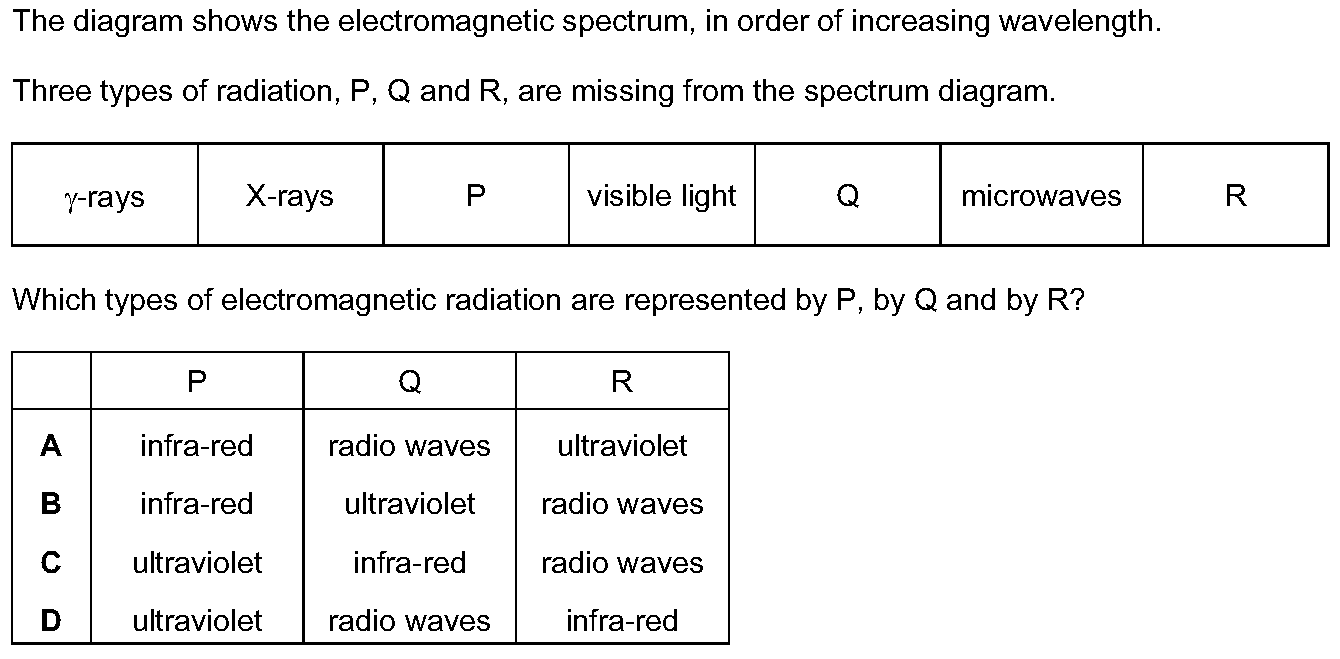 The diagram shows the electromagnetic spectrum, in order of increasing wavelength.
Three types of radiation, P, Q and R, are missing from the spectrum diagram.
γ-rays X-rays P visible light Q microwaves R
Which types of electromagnetic radiation are represented by P, by Q and by R?
P Q R
A infra-red radio waves ultraviolet
B infra-red ultraviolet radio waves
C ultraviolet infra-red radio waves
D ultraviolet radio waves infra-red